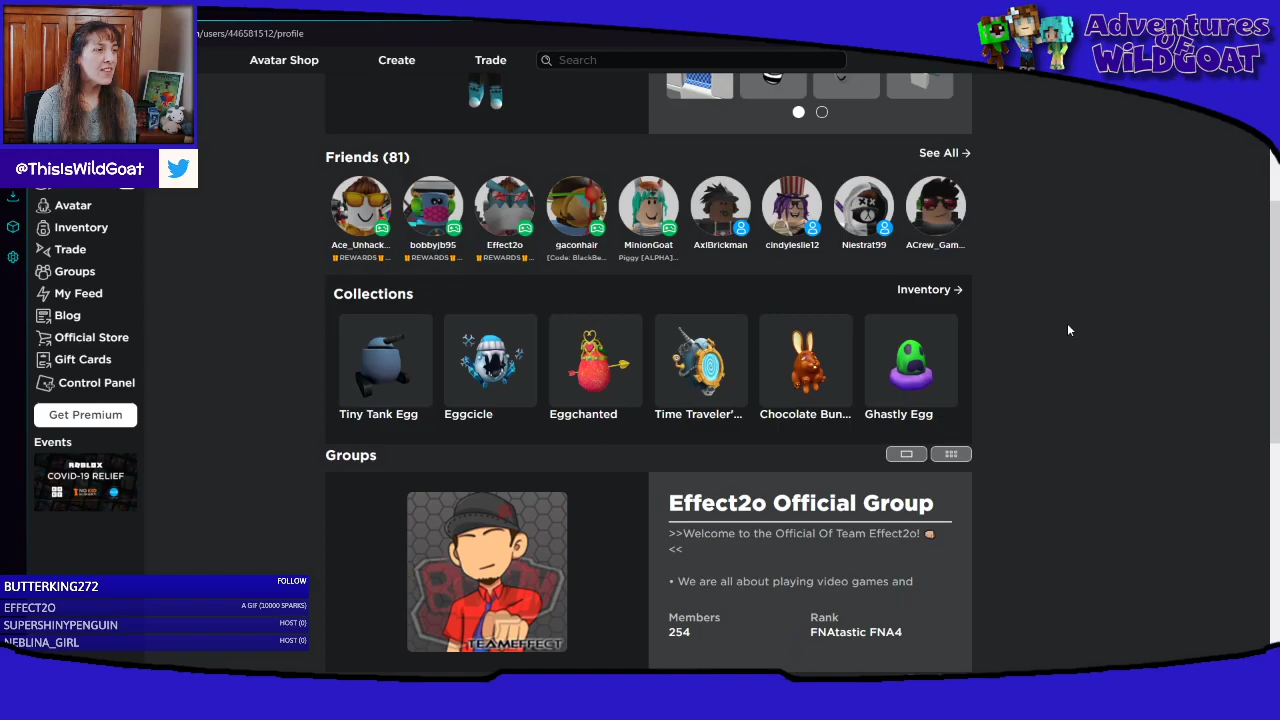 n/users/446581512/profile
Adventures
OF
WiLDGOAT
Avatar Shop
Create
Trade
Search
@ThisIsWildGoat
Avatar
Inventory
Trade
Groups
My Feed
Blog
Official Store
Gift Cards
Control Panel
Get Premium
Events
ROBLOX
COVID-19 RELIEF
Friends (81)
See All
Ace_Unhack...
bobbyjb95
Effect2o
gaconhair
MinionGoat
AxlBrickman
cindyleslie12
Niestrat99
ACrew_Gam...
REWARDS
...
REWARDS
...
REWARDS
...
[Code: BlackBe...
Piggy [ALPHA]...
Collections
Inventory
Tiny Tank Egg
Eggcicle
Eggchanted
Time Traveler'...
Chocolate Bun...
Ghastly Egg
Groups
TEAMEFFECT
Effect2o Official Group
>>Welcome to the Official Of Team Effect2o! 👊
<<
• We are all about playing video games and
Members
254
Rank
FNAtastic FNA4
BUTTERKING272
FOLLOW
EFFECT2O
A GIF (10000 SPARKS)
SUPERSHINYPENGUIN
HOST (0)
NEBLINA_GIRL
HOST (0)